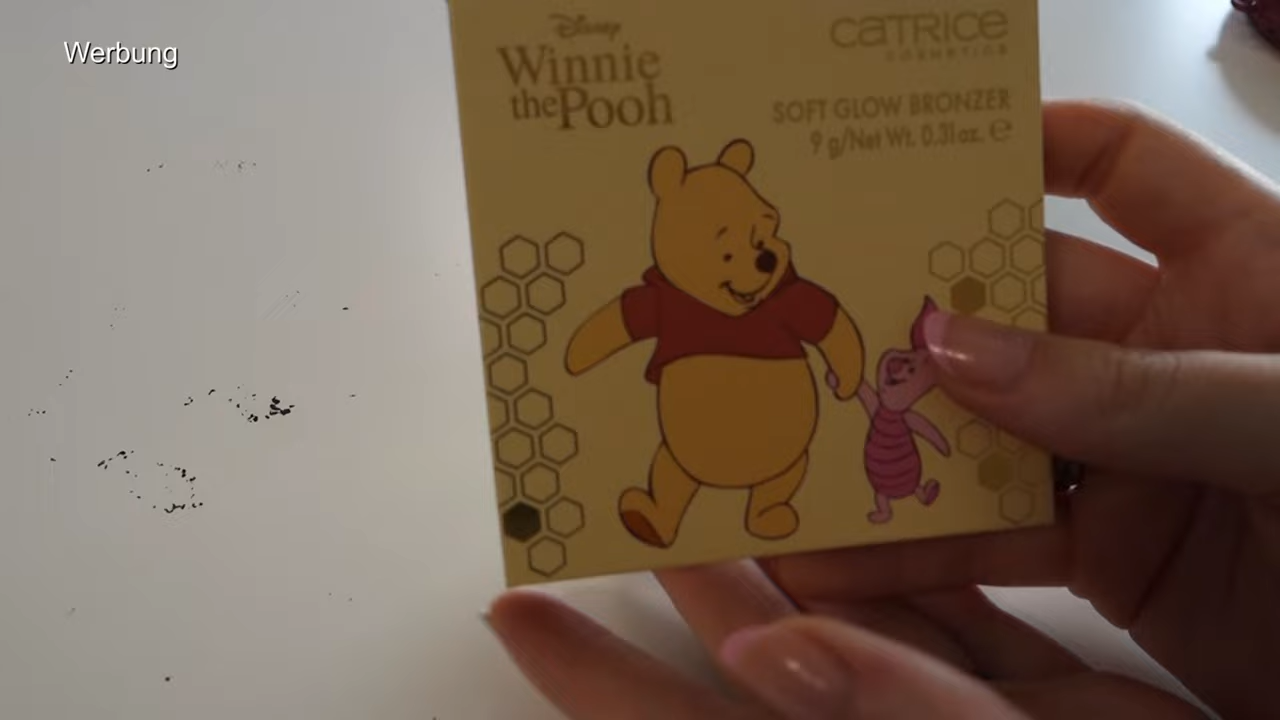 Werbung
Disney
Winnie
the Pooh
CATRICE
COSMETICS
SOFT GLOW BRONZER
9 g/Net Wt. 0.31oz. ℮